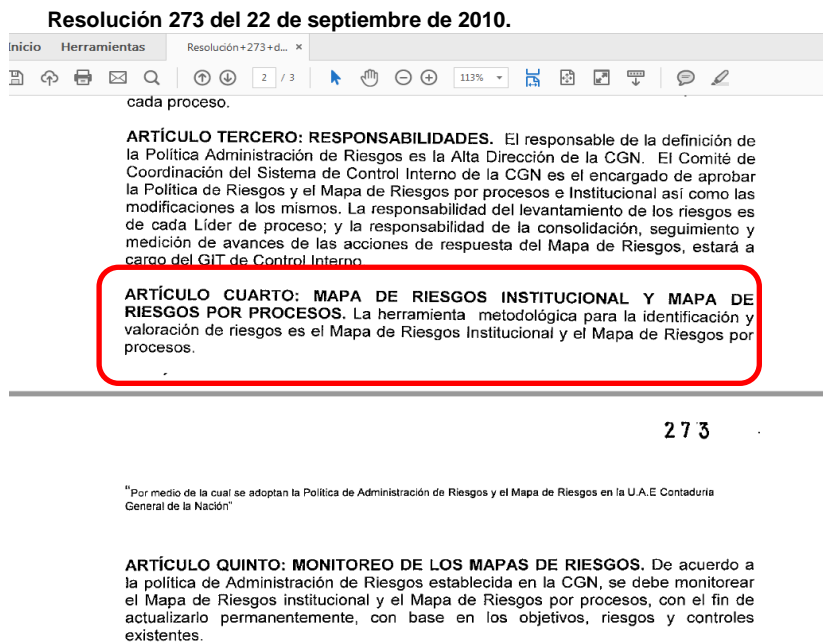 Resolución 273 del 22 de septiembre de 2010.
Inicio Herramientas Resolución+273+d... ×
2 / 3 113%
cada proceso.
ARTÍCULO TERCERO: RESPONSABILIDADES. El responsable de la definición de
la Política Administración de Riesgos es la Alta Dirección de la CGN. El Comité de
Coordinación del Sistema de Control Interno de la CGN es el encargado de aprobar
la Política de Riesgos y el Mapa de Riesgos por procesos e Institucional así como las
modificaciones a los mismos. La responsabilidad del levantamiento de los riesgos es
de cada Líder de proceso; y la responsabilidad de la consolidación, seguimiento y
medición de avances de las acciones de respuesta del Mapa de Riesgos, estará a
cargo del GIT de Control Interno.
ARTÍCULO CUARTO: MAPA DE RIESGOS INSTITUCIONAL Y MAPA DE
RIESGOS POR PROCESOS. La herramienta metodológica para la identificación y
valoración de riesgos es el Mapa de Riesgos Institucional y el Mapa de Riesgos por
procesos.
273
"Por medio de la cual se adoptan la Política de Administración de Riesgos y el Mapa de Riesgos en la U.A.E Contaduría
General de la Nación"
ARTÍCULO QUINTO: MONITOREO DE LOS MAPAS DE RIESGOS. De acuerdo a
la política de Administración de Riesgos establecida en la CGN, se debe monitorear
el Mapa de Riesgos institucional y el Mapa de Riesgos por procesos, con el fin de
actualizarlo permanentemente, con base en los objetivos, riesgos y controles
existentes.